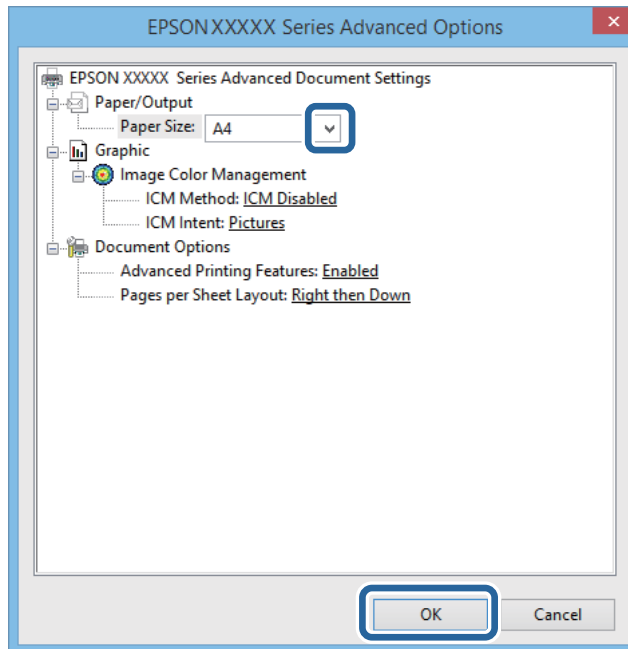 EPSON XXXXX Series Advanced Options
EPSON XXXXX Series Advanced Document Settings
Paper/Output
Paper Size: A4
Graphic
Image Color Management
ICM Method: ICM Disabled
ICM Intent: Pictures
Document Options
Advanced Printing Features: Enabled
Pages per Sheet Layout: Right then Down
OK Cancel